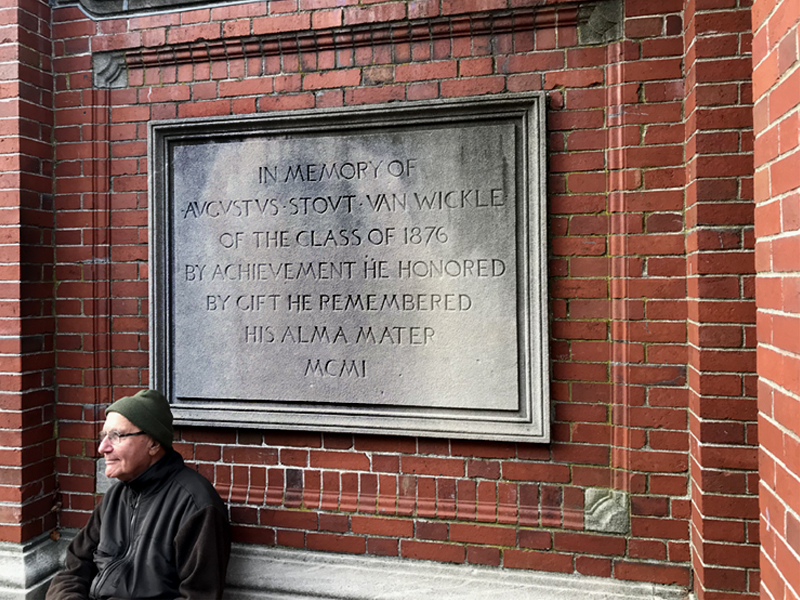 IN MEMORY OF
·AVGVSTVS·STOVT·VAN WICKLE
OF THE CLASS OF 1876
BY ACHIEVEMENT HE HONORED
BY GIFT HE REMEMBERED
HIS ALMA MATER
MCMI